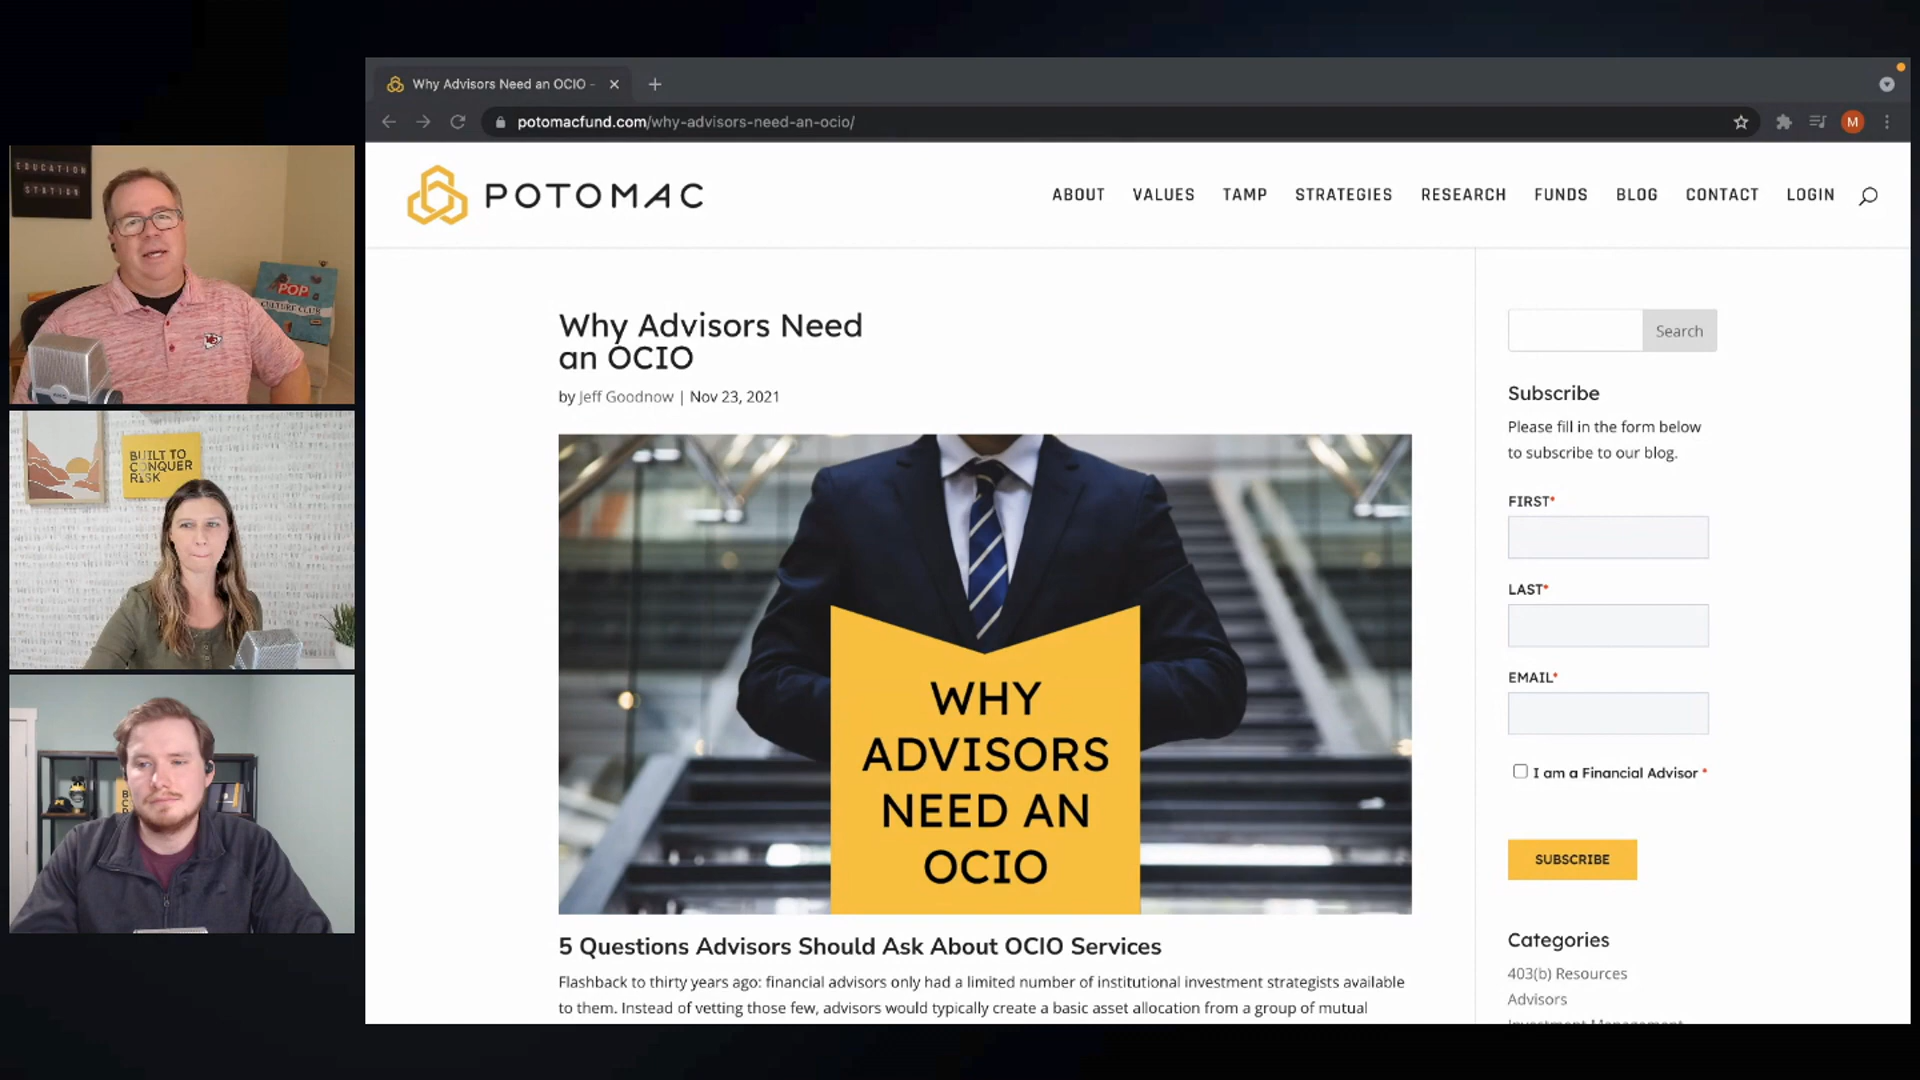 Why Advisors Need an OCIO -
potomacfund.com/why-advisors-need-an-ocio/
M
EDUCATION
STATION
POP
CULTURE CLUB
BUILT TO
CONQUER
RISK
POTOMAC
ABOUT VALUES TAMP STRATEGIES RESEARCH FUNDS BLOG CONTACT LOGIN
Why Advisors Need
an OCIO
by Jeff Goodnow | Nov 23, 2021
WHY
ADVISORS
NEED AN
OCIO
5 Questions Advisors Should Ask About OCIO Services
Flashback to thirty years ago: financial advisors only had a limited number of institutional investment strategists available
to them. Instead of vetting those few, advisors would typically create a basic asset allocation from a group of mutual
Search
Subscribe
Please fill in the form below
to subscribe to our blog.
FIRST*
LAST*
EMAIL*
I am a Financial Advisor *
SUBSCRIBE
Categories
403(b) Resources
Advisors
Investment Management